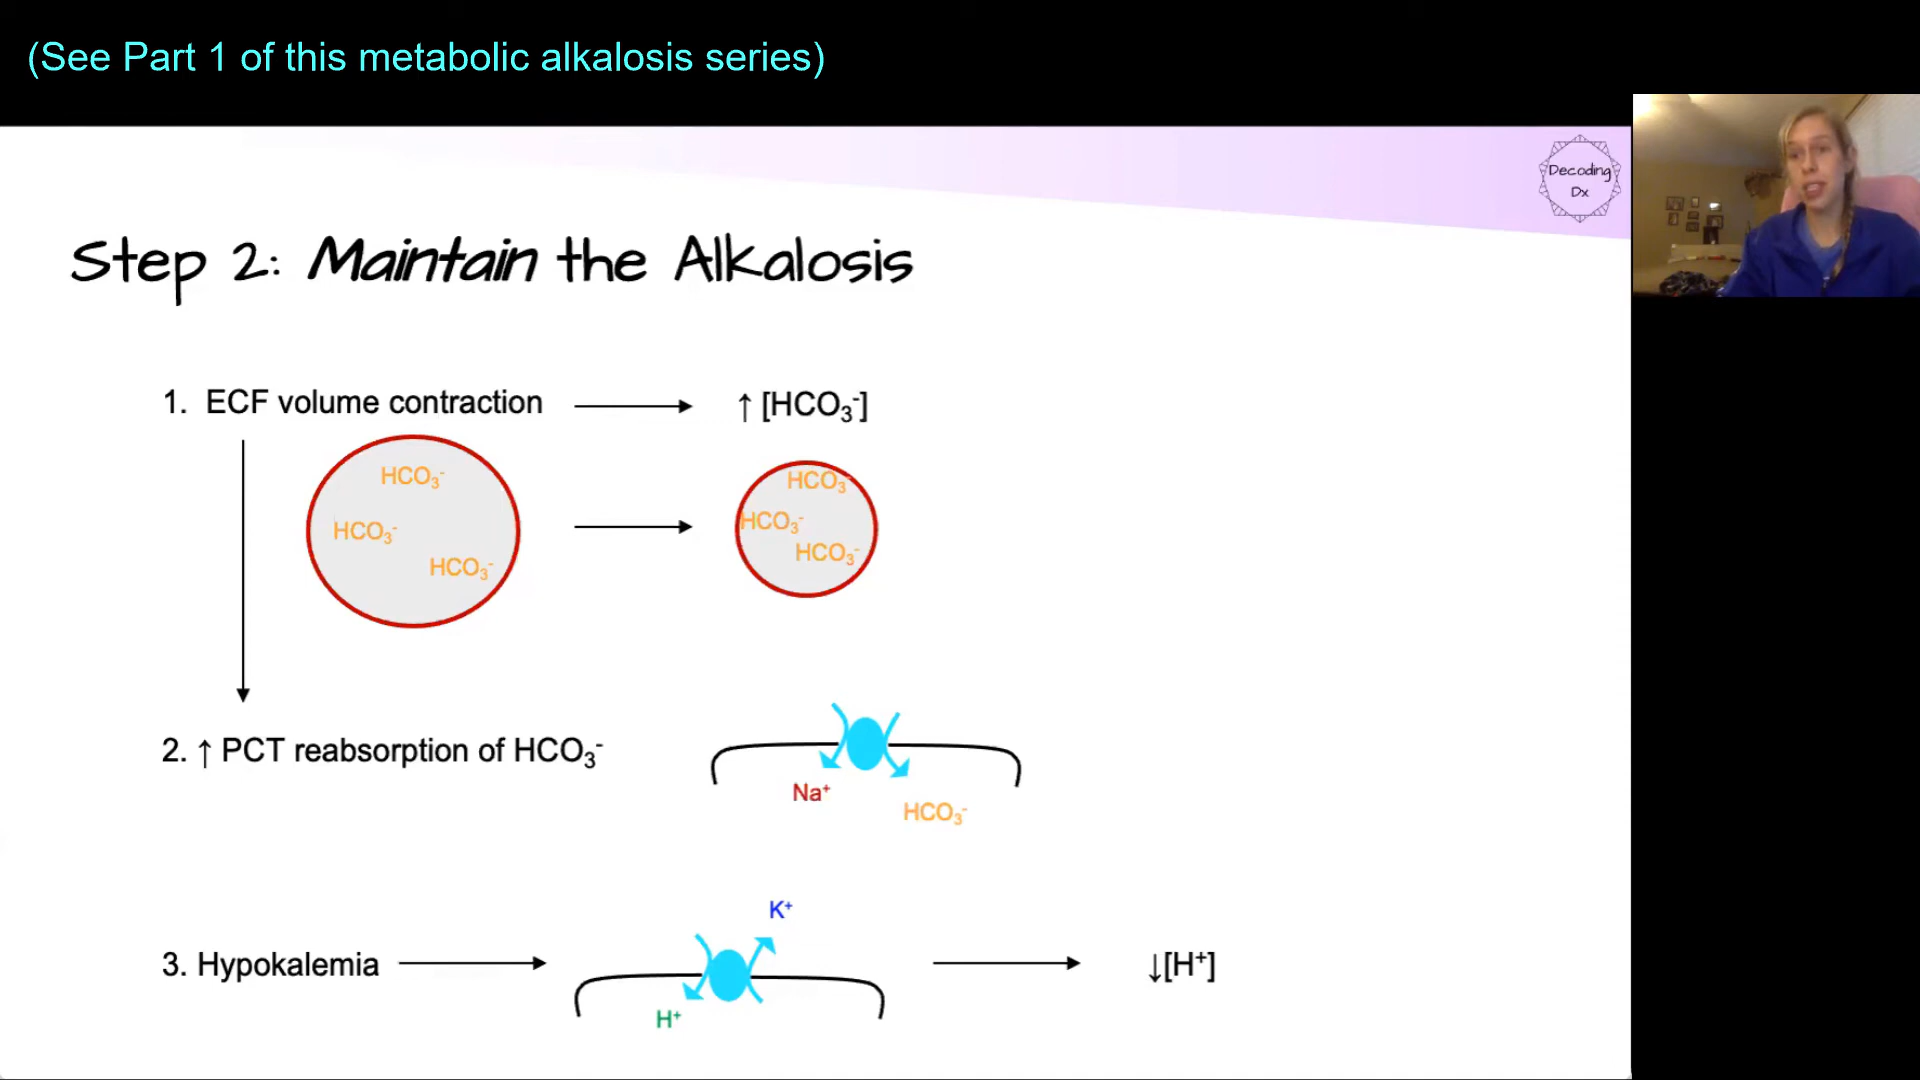 (See Part 1 of this metabolic alkalosis series)
Decoding
Dx
Step 2: Maintain the Alkalosis
1. ECF volume contraction
↑ [HCO₃⁻]
HCO₃⁻
HCO₃⁻
HCO₃⁻
HCO₃⁻
HCO₃⁻
HCO₃⁻
2. ↑ PCT reabsorption of HCO₃⁻
Na⁺
HCO₃⁻
K⁺
3. Hypokalemia
↓[H⁺]
H⁺